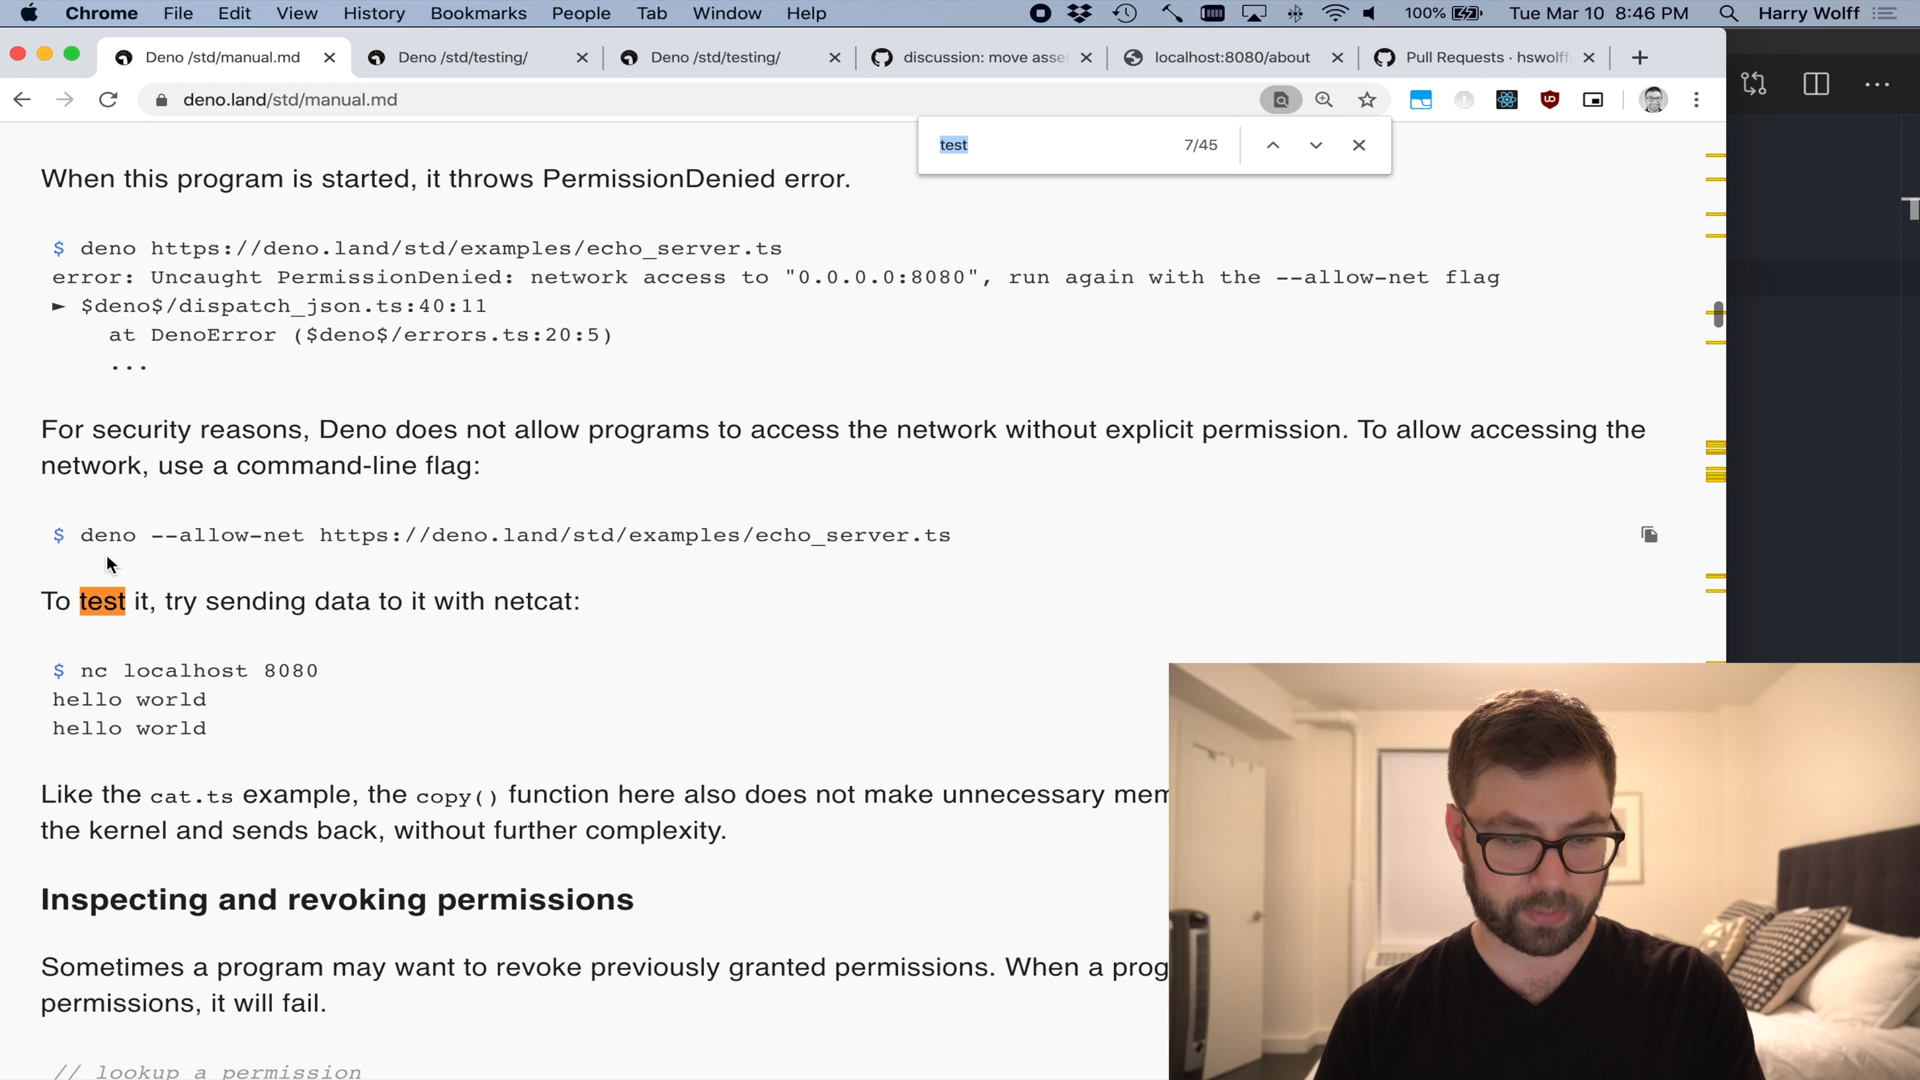 Chrome File Edit View History Bookmarks People Tab Window Help 100% Tue Mar 10 8:46 PM Harry Wolff
Deno /std/manual.md Deno /std/testing/ Deno /std/testing/ discussion: move asse localhost:8080/about Pull Requests · hswolff
deno.land/std/manual.md
test 7/45
When this program is started, it throws PermissionDenied error.
$ deno https://deno.land/std/examples/echo_server.ts
error: Uncaught PermissionDenied: network access to "0.0.0.0:8080", run again with the --allow-net flag
► $deno$/dispatch_json.ts:40:11
at DenoError ($deno$/errors.ts:20:5)
...
For security reasons, Deno does not allow programs to access the network without explicit permission. To allow accessing the
network, use a command-line flag:
$ deno --allow-net https://deno.land/std/examples/echo_server.ts
To test it, try sending data to it with netcat:
$ nc localhost 8080
hello world
hello world
Like the cat.ts example, the copy() function here also does not make unnecessary mem
the kernel and sends back, without further complexity.
Inspecting and revoking permissions
Sometimes a program may want to revoke previously granted permissions. When a prog
permissions, it will fail.
// lookup a permission